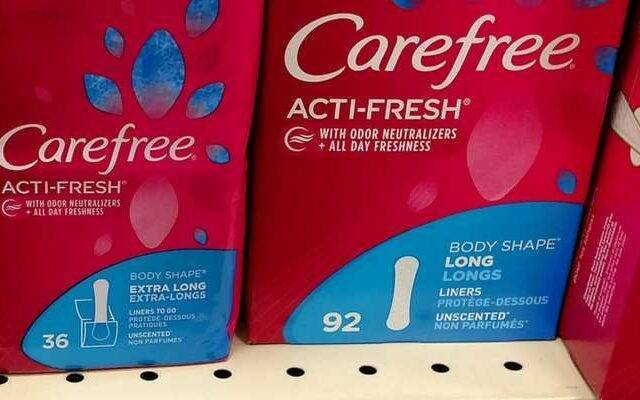 Carefree
ACTI-FRESH®
WITH ODOR NEUTRALIZERS
+ ALL DAY FRESHNESS
BODY SHAPE®
EXTRA LONG
EXTRA-LONGS
LINERS TO GO
PROTÈGE-DESSOUS
PRATIQUES
UNSCENTED*
NON PARFUMÉS*
36
Carefree®
ACTI-FRESH®
WITH ODOR NEUTRALIZERS
+ ALL DAY FRESHNESS
BODY SHAPE®
LONG
LONGS
LINERS
PROTÈGE-DESSOUS
UNSCENTED*
NON PARFUMÉS*
92